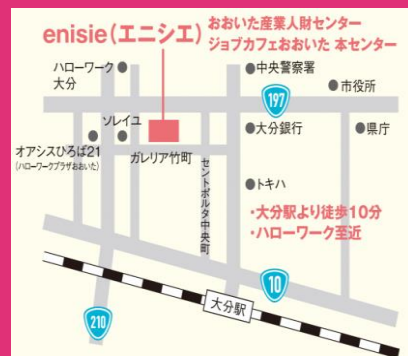 enisie(エニシエ)
おおいた産業人財センター
ジョブカフェおおいた 本センター
ハローワーク
大分
中央警察署
市役所
197
ソレイユ
大分銀行
県庁
オアシスひろば21
(ハローワークプラザおおいた)
ガレリア竹町
セントポルタ中央町
トキハ
・大分駅より徒歩10分
・ハローワーク至近
10
大分駅
210